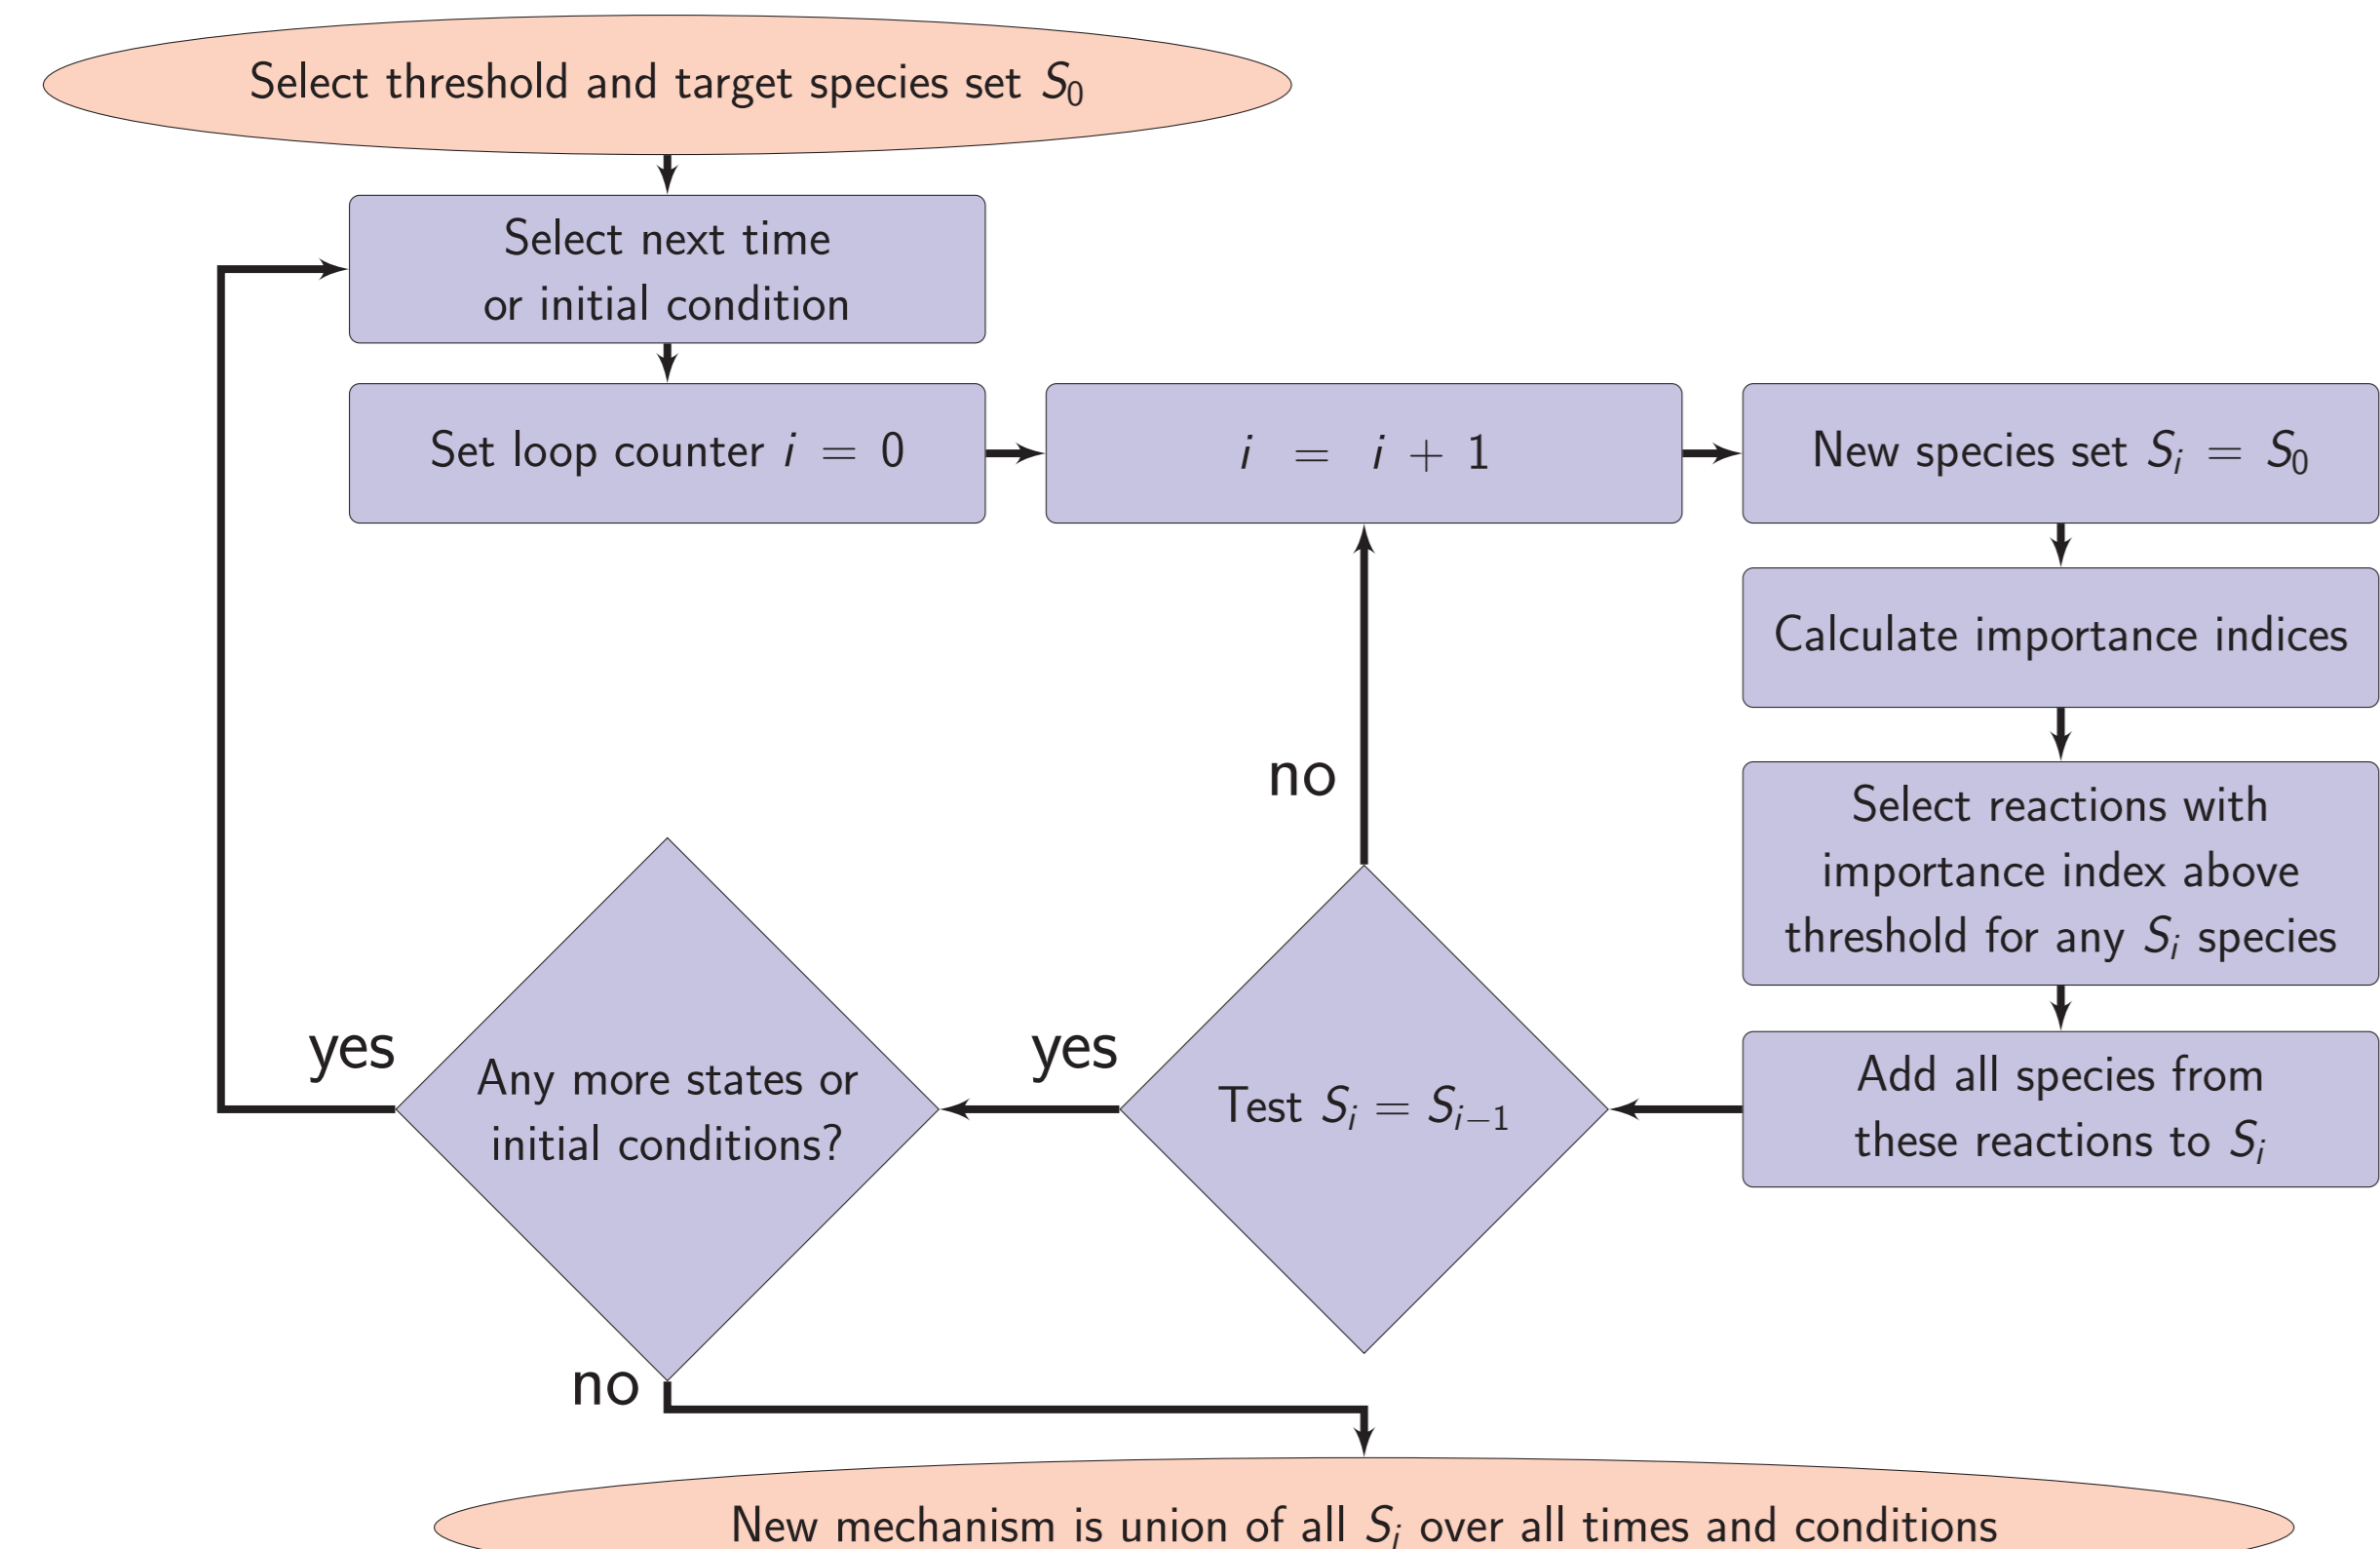 Select threshold and target species set S₀
Select next time
or initial condition
Set loop counter i = 0
i = i + 1
New species set Sᵢ = S₀
Calculate importance indices
Select reactions with
importance index above
threshold for any Sᵢ species
Add all species from
these reactions to Sᵢ
Test Sᵢ = Sᵢ₋₁
no
yes
Any more states or
initial conditions?
yes
no
New mechanism is union of all Sᵢ over all times and conditions